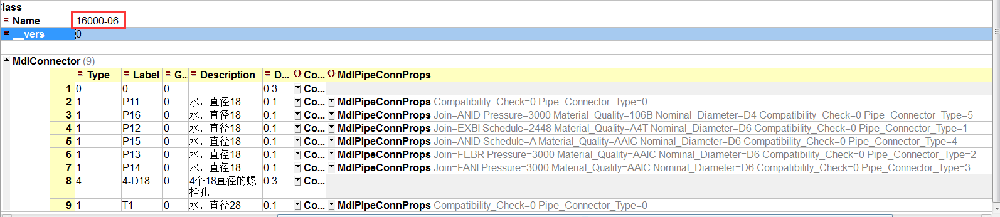 lass
= Name 16000-06
= __vers 0
MdlConnector (9)
= Type = Label = G.. = Description = D... {} Co... {} MdlPipeConnProps
1 0 0 0 0.3 Co...
2 1 P11 0 水，直径18 0.1 Co... MdlPipeConnProps Compatibility_Check=0 Pipe_Connector_Type=0
3 1 P16 0 水，直径18 0.1 Co... MdlPipeConnProps Join=ANID Pressure=3000 Material_Quality=106B Nominal_Diameter=D4 Compatibility_Check=0 Pipe_Connector_Type=5
4 1 P12 0 水，直径18 0.1 Co... MdlPipeConnProps Join=EXBI Schedule=2448 Material_Quality=A4T Nominal_Diameter=D6 Compatibility_Check=0 Pipe_Connector_Type=1
5 1 P15 0 水，直径18 0.1 Co... MdlPipeConnProps Join=ANID Schedule=A Material_Quality=AAIC Nominal_Diameter=D6 Compatibility_Check=0 Pipe_Connector_Type=4
6 1 P13 0 水，直径18 0.1 Co... MdlPipeConnProps Join=FEBR Pressure=3000 Material_Quality=AAIC Nominal_Diameter=D6 Compatibility_Check=0 Pipe_Connector_Type=2
7 1 P14 0 水，直径18 0.1 Co... MdlPipeConnProps Join=FANI Pressure=3000 Material_Quality=AAIC Nominal_Diameter=D6 Compatibility_Check=0 Pipe_Connector_Type=3
8 4 4-D18 0 4个18直径的螺 0.3 Co...
栓孔
9 1 T1 0 水，直径28 0.1 Co... MdlPipeConnProps Compatibility_Check=0 Pipe_Connector_Type=0